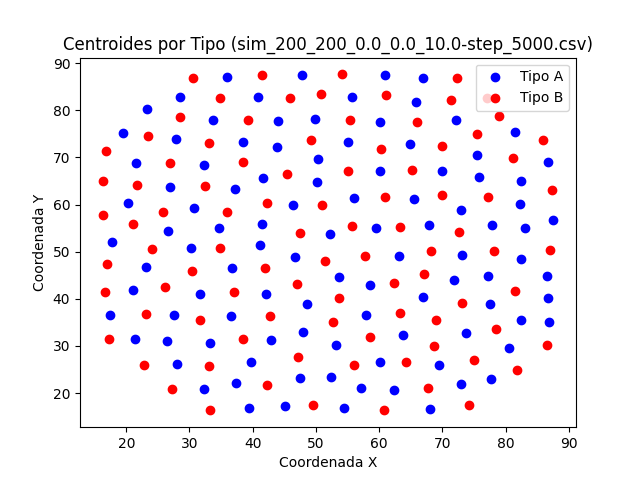 Centroides por Tipo (sim_200_200_0.0_0.0_10.0-step_5000.csv)
Tipo A
Tipo B
90
80
70
60
50
40
30
20
Coordenada Y
20 30 40 50 60 70 80 90
Coordenada X